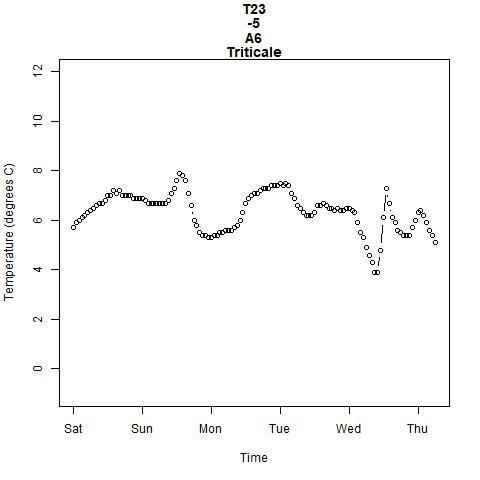 T23
-5
A6
Triticale
Temperature (degrees C)
12
10
8
6
4
2
0
Sat Sun Mon Tue Wed Thu
Time